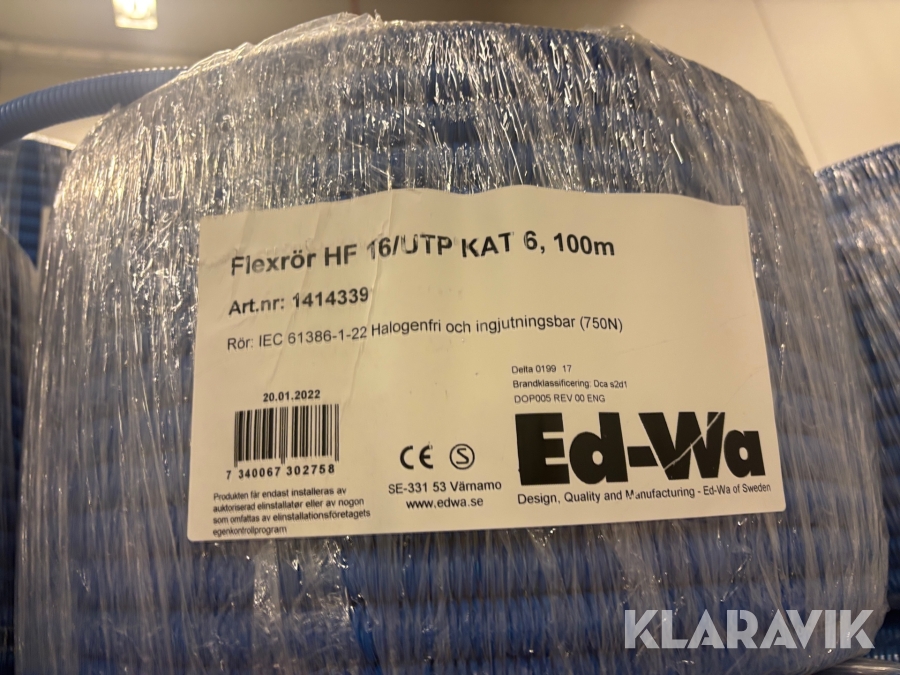 Flexrör HF 16/UTP KAT 6, 100m
Art.nr: 1414339
Rör: IEC 61386-1-22 Halogenfri och ingjutningsbar (750N)
Delta 0199 17
Brandklassificering: Dca s2d1
DOP005 REV 00 ENG
20.01.2022
7 340067 302758
Produkten får endast installeras av
auktoriserad elinstallatör eller av nogon
som omfattas av elinstallationsföretagets
egenkontrollprogram
CE S
SE-331 53 Värnamo
www.edwa.se
Ed-Wa
Design, Quality and Manufacturing - Ed-Wa of Sweden
KLARAVIK